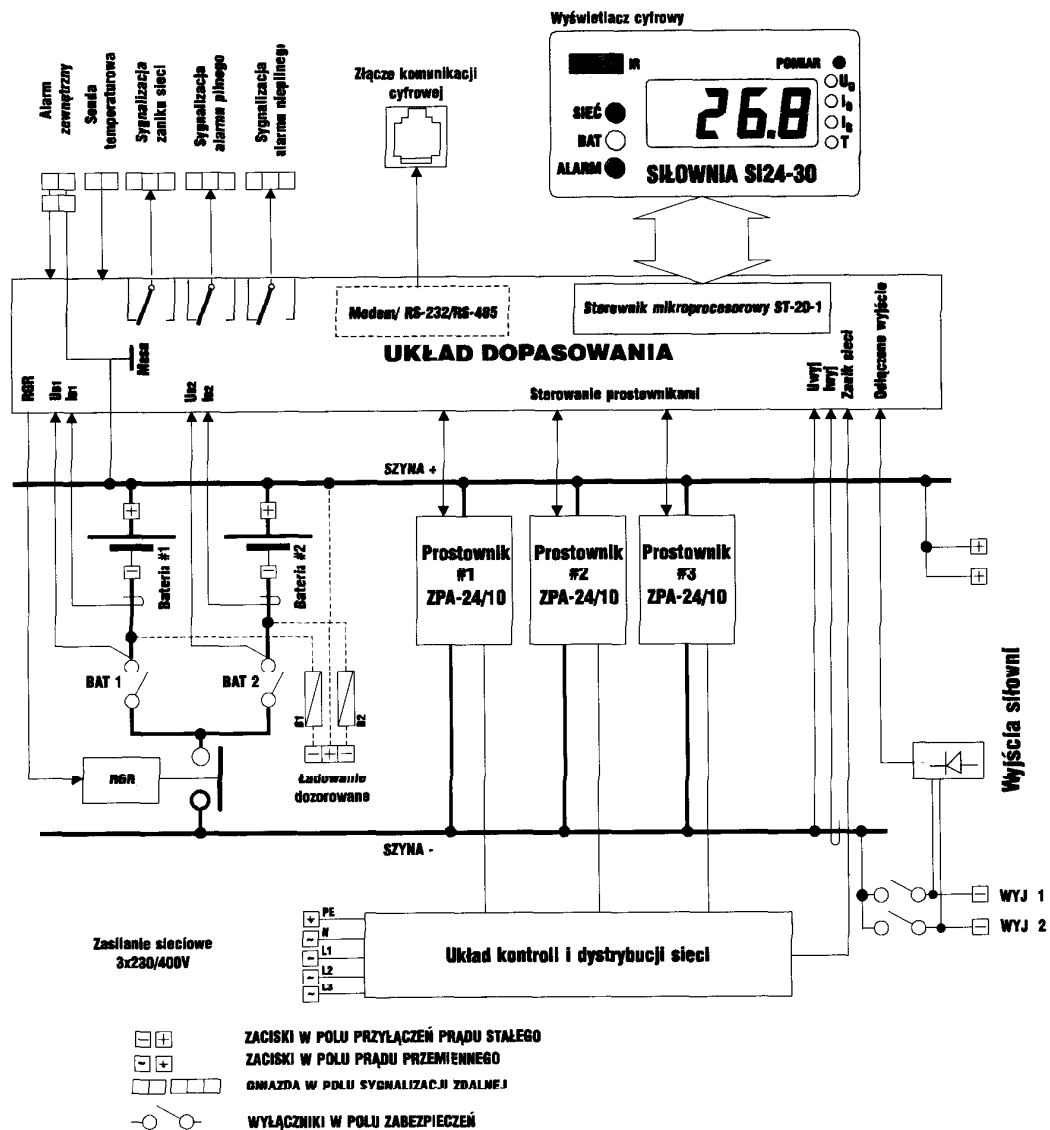 Wyświetlacz cyfrowy
IR
POMIAR
SIEĆ
BAT
ALARM
26.8
U₀
I₀
I_B
T
SIŁOWNIA SI24-30
Alarm
zewnętrzny
Sonda
temperaturowa
Sygnalizacja
zaniku sieci
Sygnalizacja
alarmu pilnego
Sygnalizacja
alarmu niepilnego
Złącze komunikacji
cyfrowej
Modem/ RS-232/RS-485
Sterownik mikroprocesorowy ST-20-1
UKŁAD DOPASOWANIA
Masa
RGR
UB1
IB1
UB2
IB2
Sterowanie prostownikami
Uwyj
Iwyj
Zanik sieci
Odłączone wyjście
SZYNA +
Bateria #1
Bateria #2
Prostownik
#1
ZPA-24/10
Prostownik
#2
ZPA-24/10
Prostownik
#3
ZPA-24/10
BAT 1
BAT 2
B1
B2
RGR
Ładowanie
dozorowane
SZYNA -
Wyjścia siłowni
WYJ 1
WYJ 2
Zasilanie sieciowe
3x230/400V
PE
N
L1
L2
L3
Układ kontroli i dystrybucji sieci
ZACISKI W POLU PRZYŁĄCZEŃ PRĄDU STAŁEGO
ZACISKI W POLU PRĄDU PRZEMIENNEGO
GNIAZDA W POLU SYGNALIZACJI ZDALNEJ
WYŁĄCZNIKI W POLU ZABEZPIECZEŃ